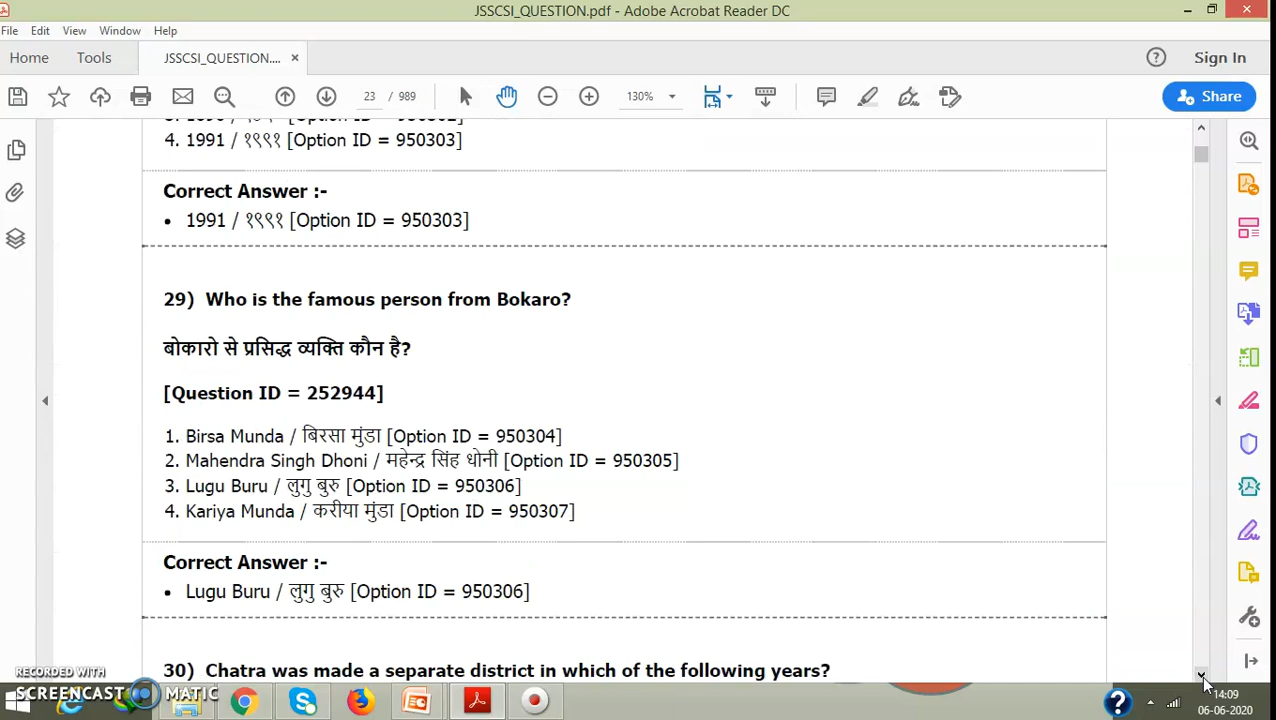 JSSCSI_QUESTION.pdf - Adobe Acrobat Reader DC
File Edit View Window Help
Home Tools JSSCSI_QUESTION.... × Sign In
23 / 989 130% Share
4. 1991 / १९९१ [Option ID = 950303]
Correct Answer :-
• 1991 / १९९१ [Option ID = 950303]
29) Who is the famous person from Bokaro?
बोकारो से प्रसिद्ध व्यक्ति कौन है?
[Question ID = 252944]
1. Birsa Munda / बिरसा मुंडा [Option ID = 950304]
2. Mahendra Singh Dhoni / महेन्द्र सिंह धोनी [Option ID = 950305]
3. Lugu Buru / लुगु बुरु [Option ID = 950306]
4. Kariya Munda / करीया मुंडा [Option ID = 950307]
Correct Answer :-
• Lugu Buru / लुगु बुरु [Option ID = 950306]
30) Chatra was made a separate district in which of the following years?
RECORDED WITH
SCREENCAST MATIC
14:09
06-06-2020